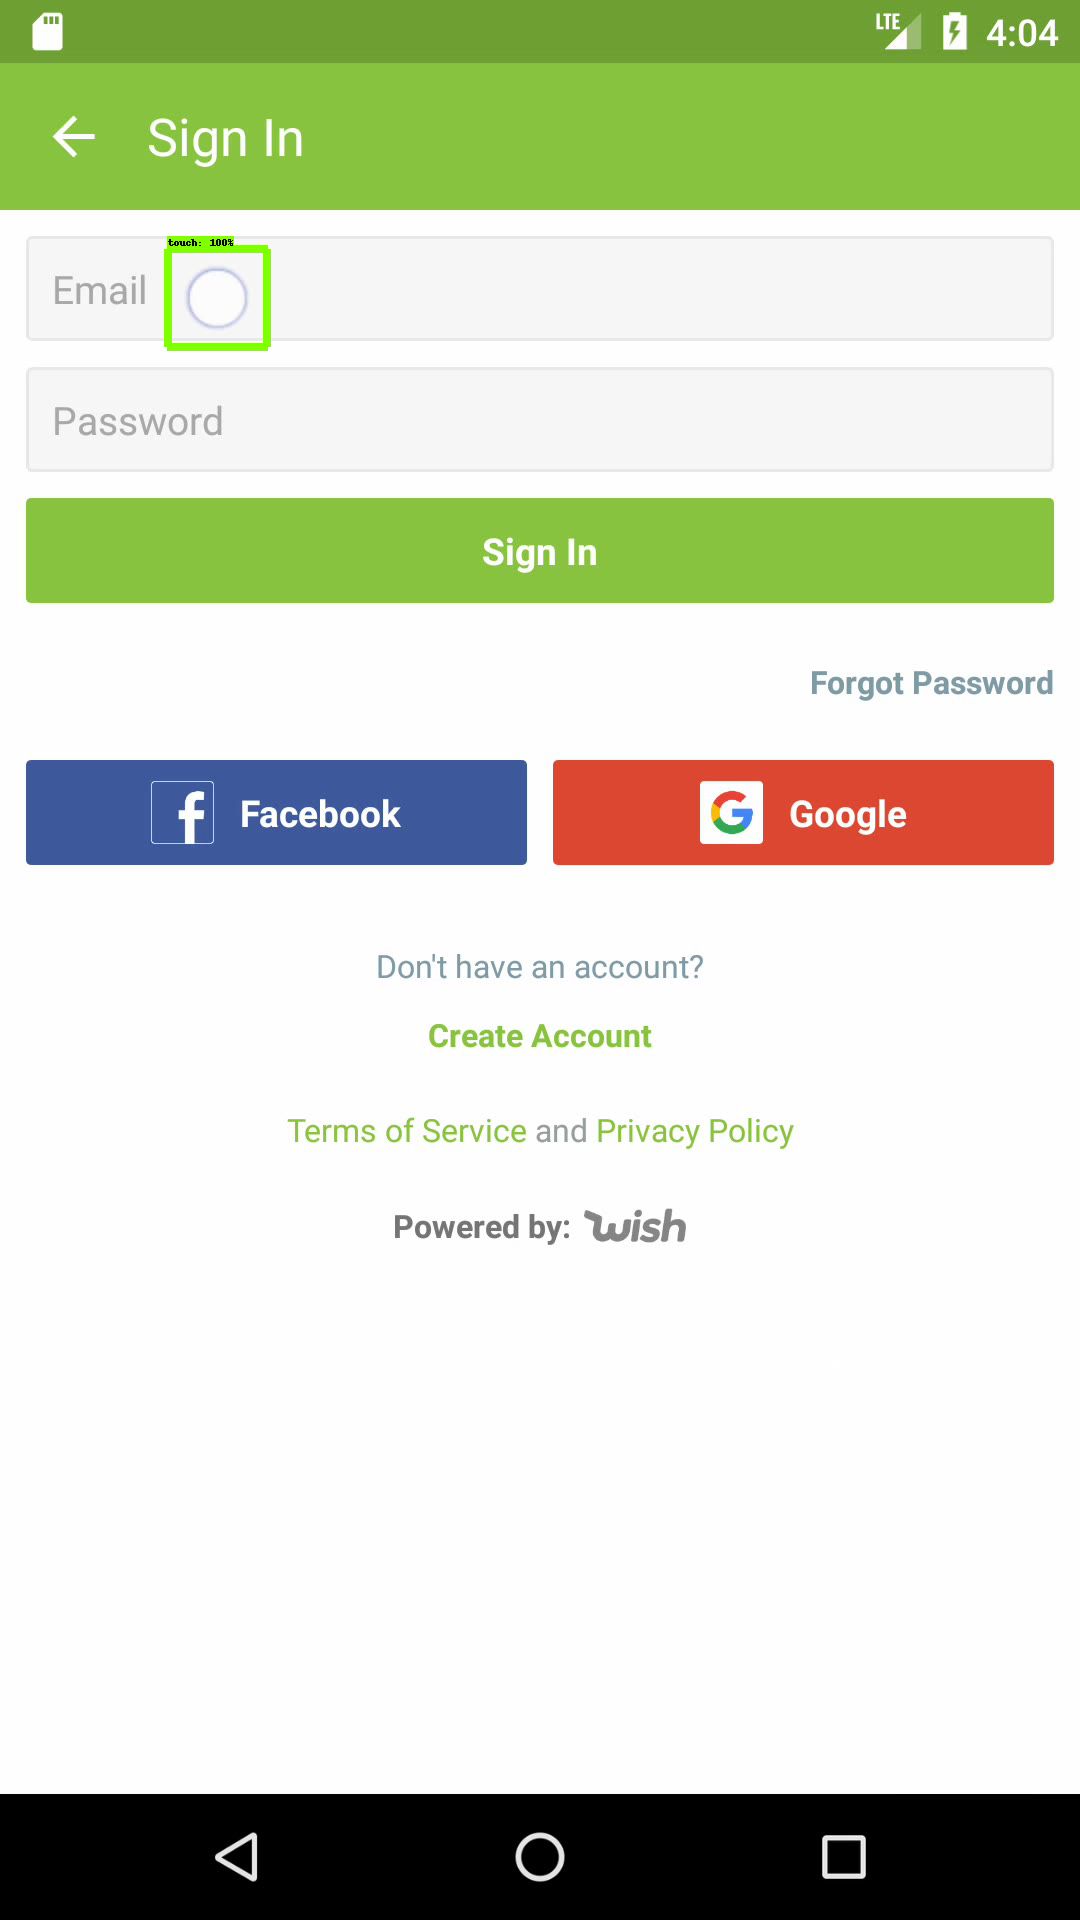 LTE 4:04
Sign In
touch: 100%
Email
Password
Sign In
Forgot Password
Facebook
Google
Don't have an account?
Create Account
Terms of Service and Privacy Policy
Powered by: wish